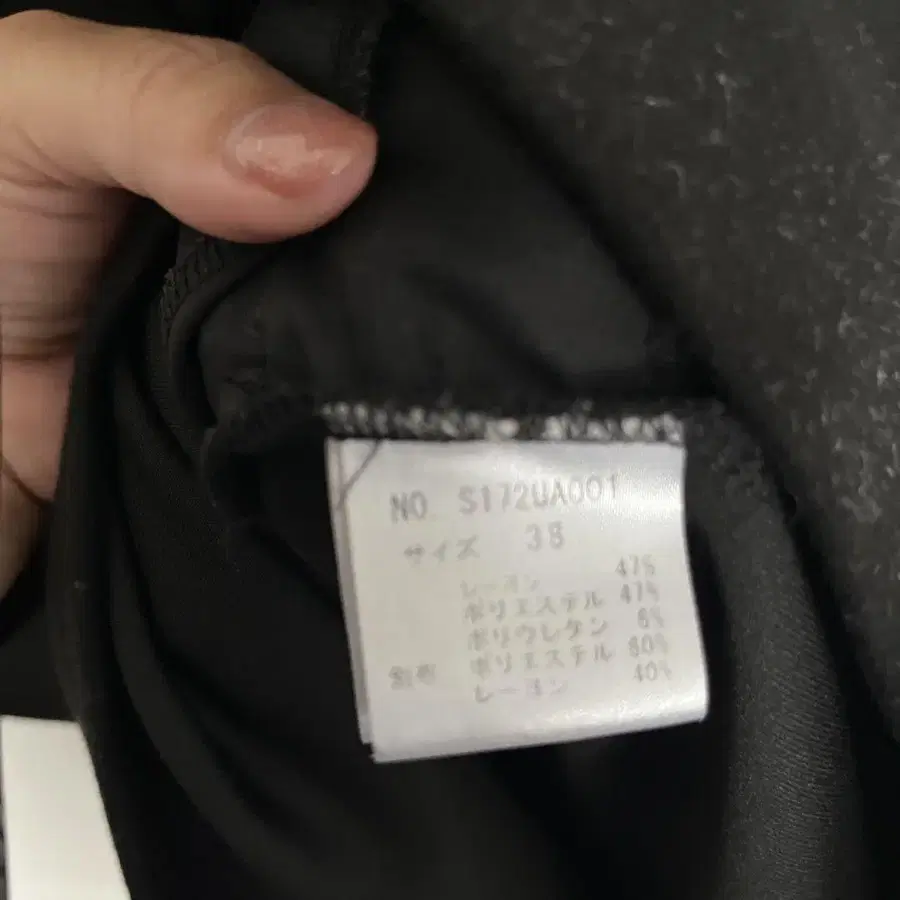 NO. S172UA001
サイズ 38
レーヨン 47%
ポリエステル 47%
ポリウレタン 6%
別布 ポリエステル 60%
レーヨン 40%